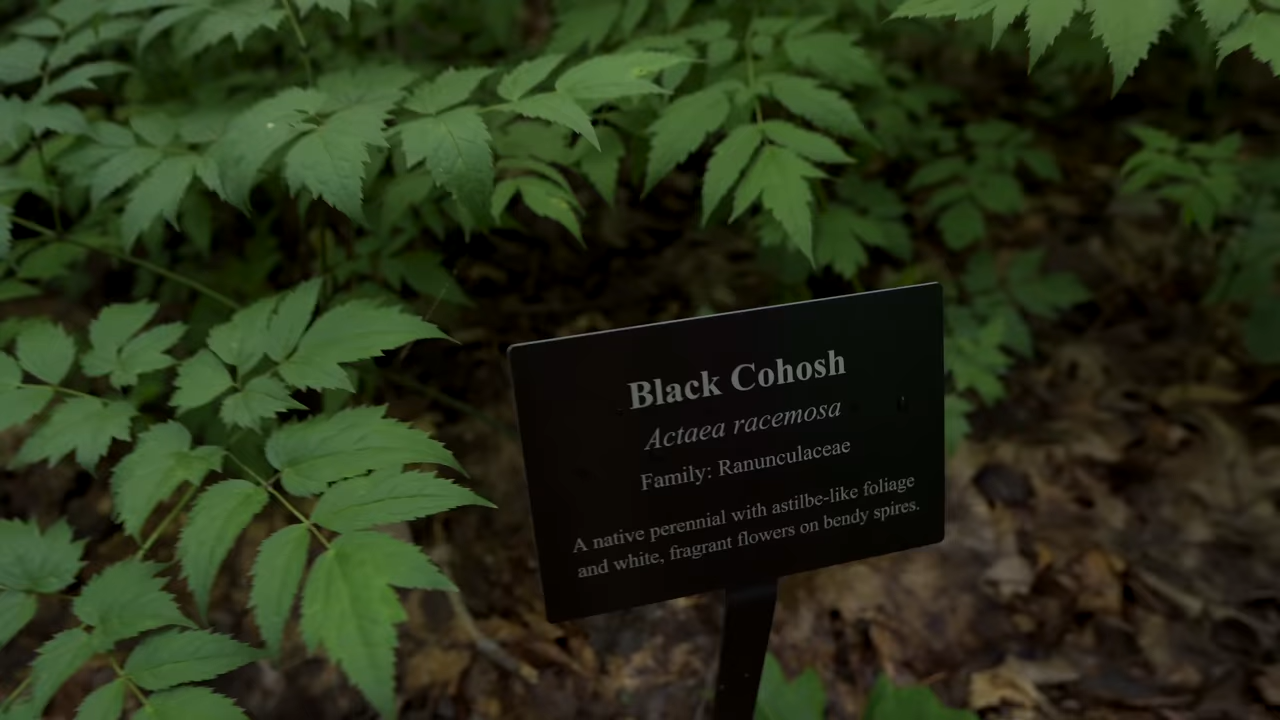 Black Cohosh
Actaea racemosa
Family: Ranunculaceae
A native perennial with astilbe-like foliage
and white, fragrant flowers on bendy spires.